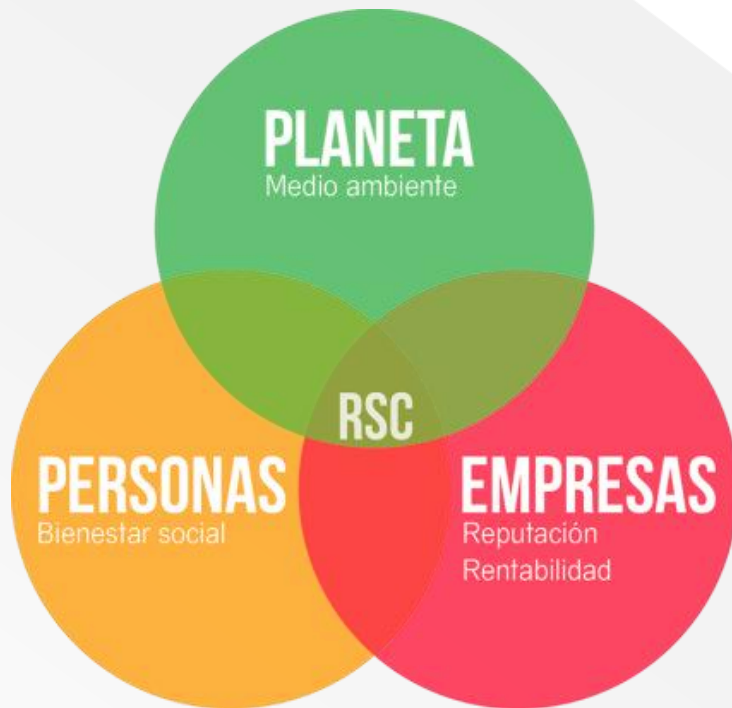 PLANETA
Medio ambiente
RSC
PERSONAS
Bienestar social
EMPRESAS
Reputación
Rentabilidad